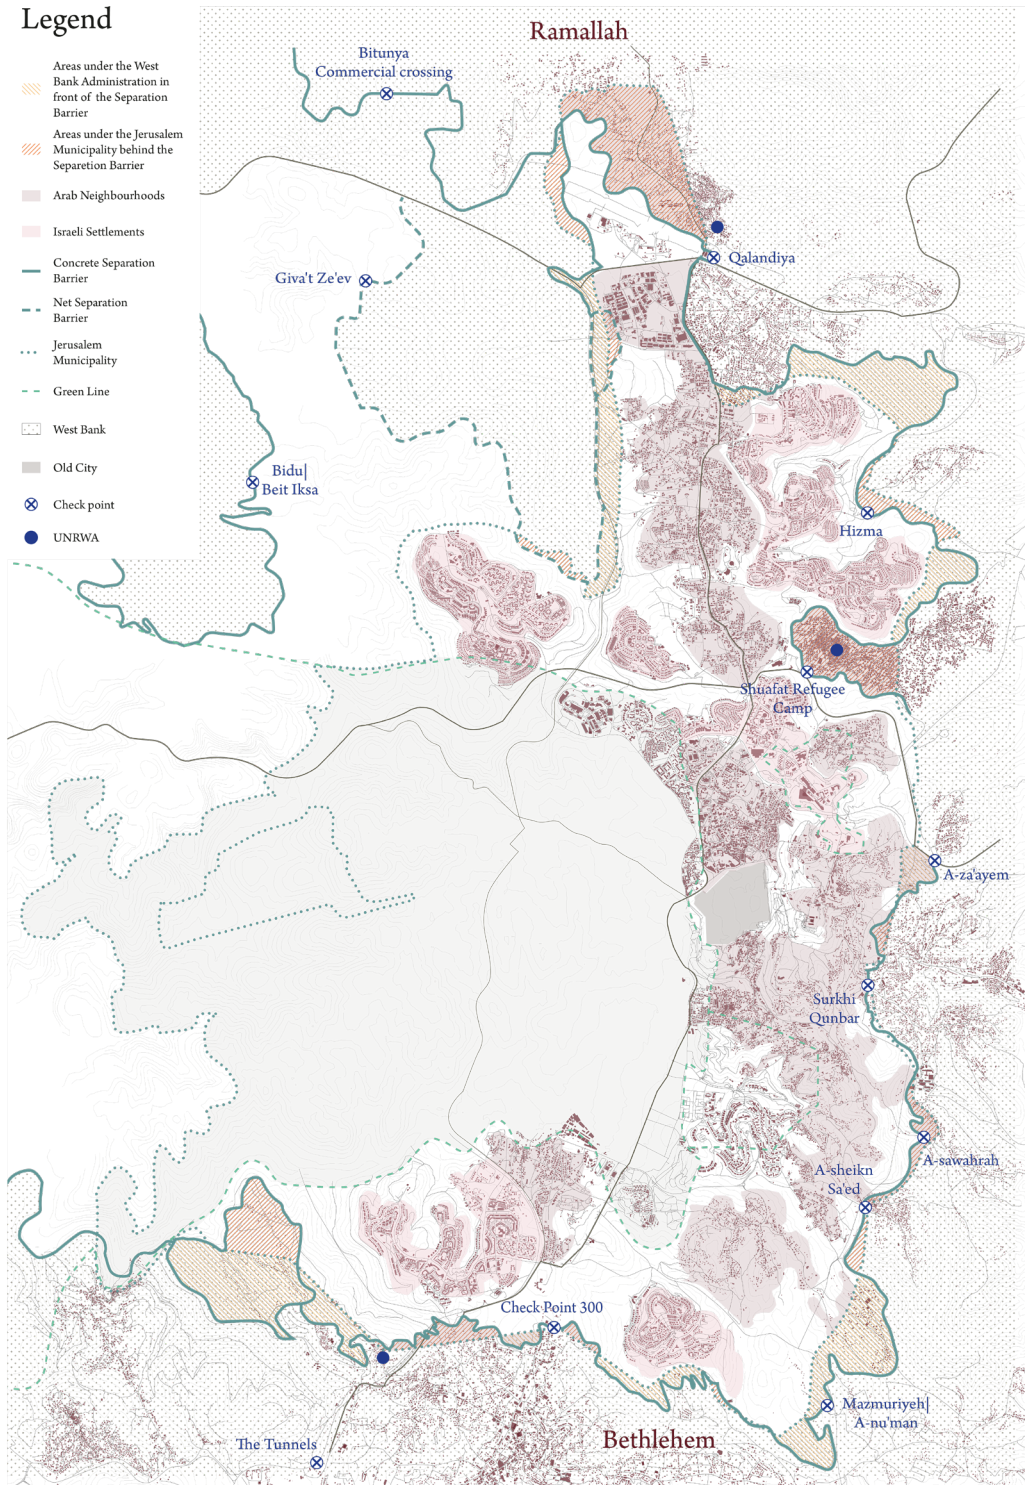 Legend
Areas under the West
Bank Administration in
front of the Separation
Barrier
Areas under the Jerusalem
Municipality behind the
Separetion Barrier
Arab Neighbourhoods
Israeli Settlements
Concrete Separation
Barrier
Net Separation
Barrier
Jerusalem
Municipality
Green Line
West Bank
Old City
Check point
UNRWA
Ramallah
Bitunya
Commercial crossing
Qalandiya
Giva't Ze'ev
Bidu|
Beit Iksa
Hizma
Shuafat Refugee
Camp
A-za'ayem
Surkhi
Qunbar
A-sawahrah
A-sheikn
Sa'ed
Check Point 300
Mazmuriyeh|
A-nu'man
The Tunnels
Bethlehem